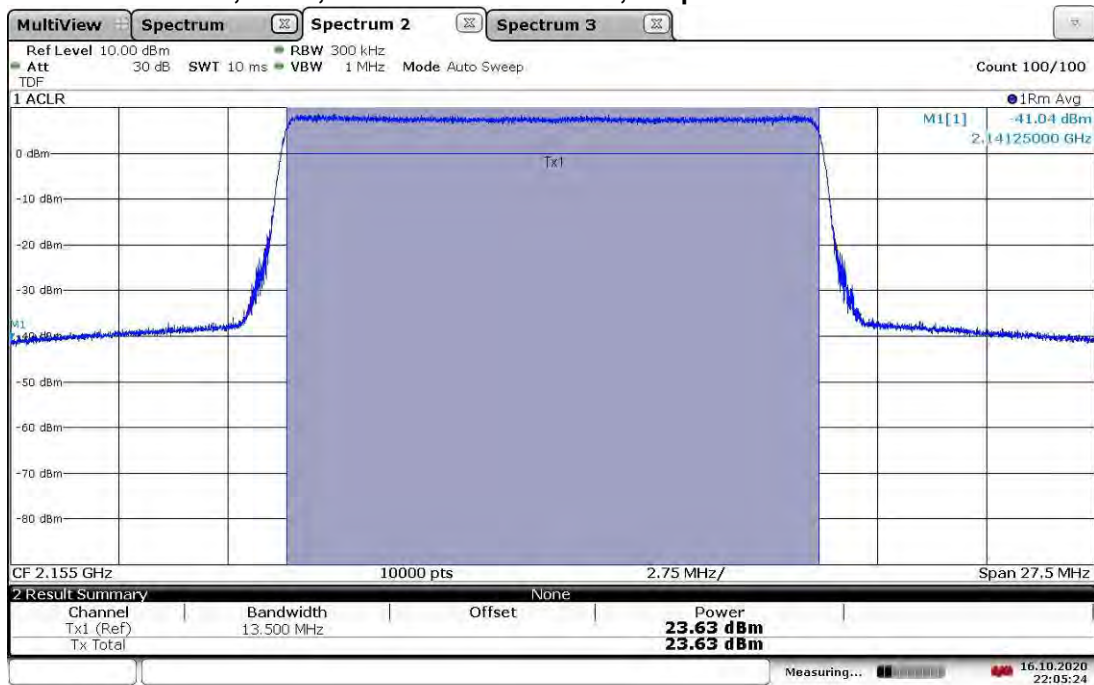 MultiView Spectrum Spectrum 2 Spectrum 3
Ref Level 10.00 dBm RBW 300 kHz
Att 30 dB SWT 10 ms VBW 1 MHz Mode Auto Sweep Count 100/100
TDF
1 ACLR 1Rm Avg
M1[1] -41.04 dBm
2.14125000 GHz
0 dBm
Tx1
-10 dBm
-20 dBm
-30 dBm
M1
-40 dBm
-50 dBm
-60 dBm
-70 dBm
-80 dBm
CF 2.155 GHz 10000 pts 2.75 MHz/ Span 27.5 MHz
2 Result Summary None
Channel Bandwidth Offset Power
Tx1 (Ref) 13.500 MHz 23.63 dBm
Tx Total 23.63 dBm
Measuring... 16.10.2020
22:05:24